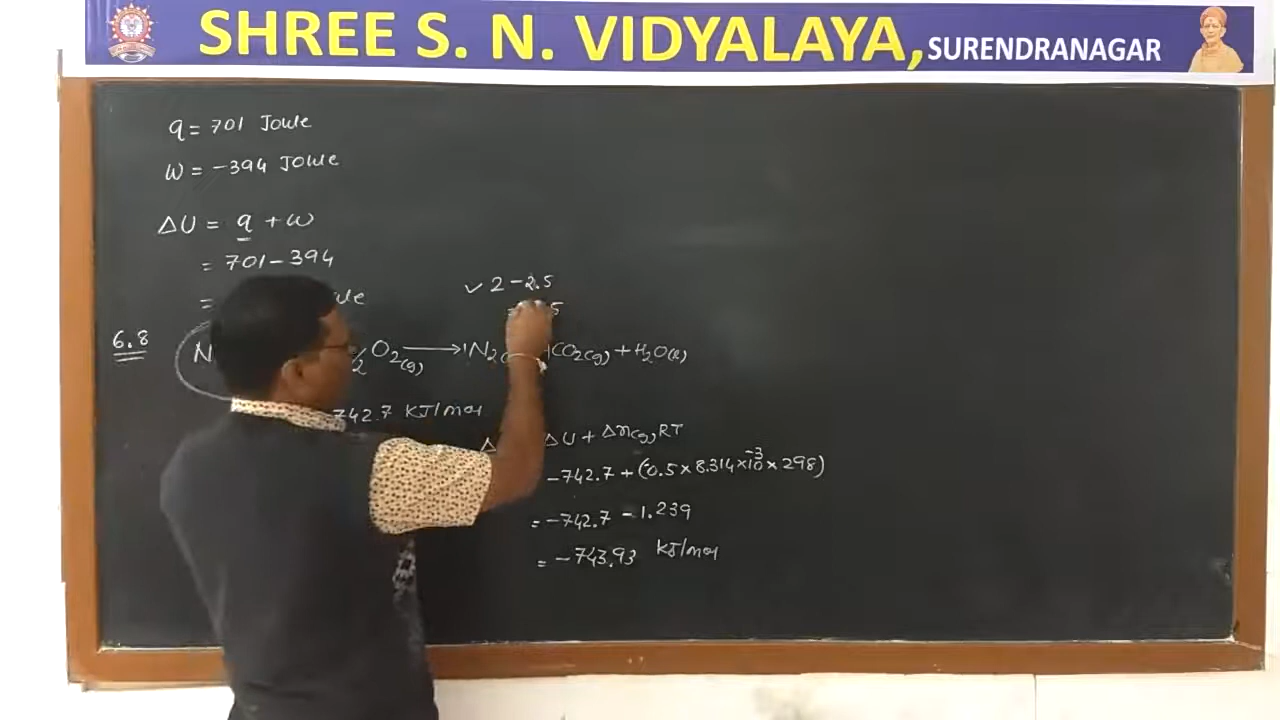 SHREE S. N. VIDYALAYA, SURENDRANAGAR
q = 701 Joule
W = -394 Joule
ΔU = q + w
= 701 - 394
=
✓ 2 - 2.5
6.8 N O2(g) ⟶ 1N2 CO2(g) + H2O(l)
742.7 KJ/mol
Δ ΔU + Δn(g)RT
-742.7 + (-0.5 × 8.314 × 10⁻³ × 298)
= -742.7 - 1.239
= -743.93 KJ/mol